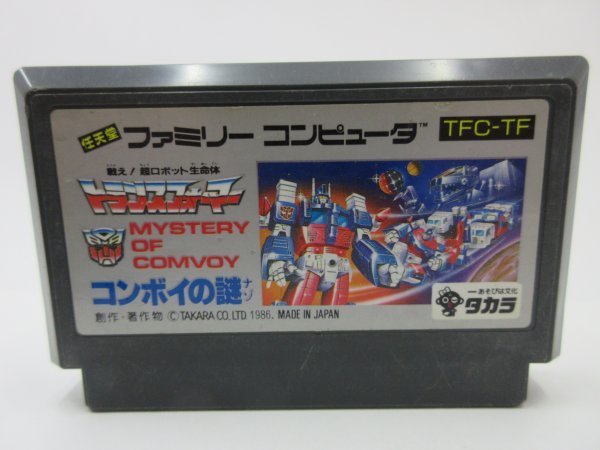 任天堂 ファミリー コンピュータ™ TFC-TF
戦え!超ロボット生命体
トランスフォーマー
MYSTERY
OF
COMVOY
コンボイの謎ナゾ
創作・著作物 ©TAKARA CO.,LTD 1986. MADE IN JAPAN
ーあそびは文化
タカラ